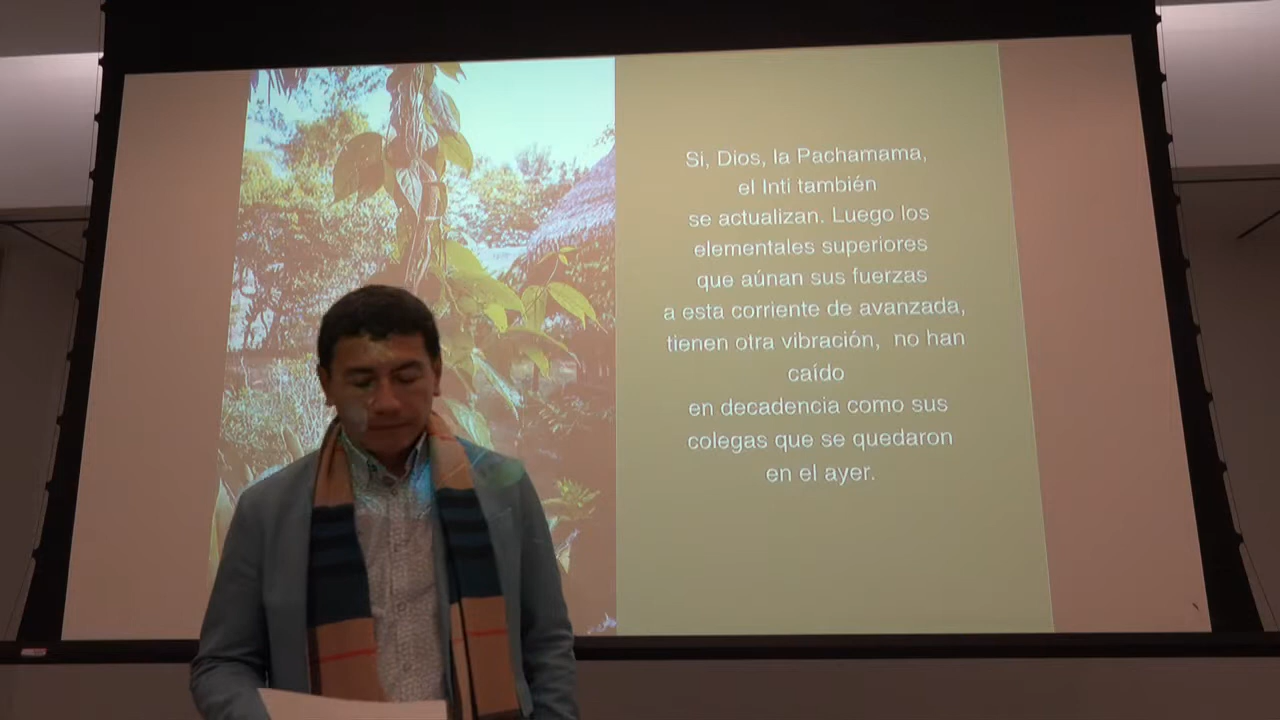 Si, Dios, la Pachamama,
el Inti también
se actualizan. Luego los
elementales superiores
que aúnan sus fuerzas
a esta corriente de avanzada,
tienen otra vibración, no han
caído
en decadencia como sus
colegas que se quedaron
en el ayer.